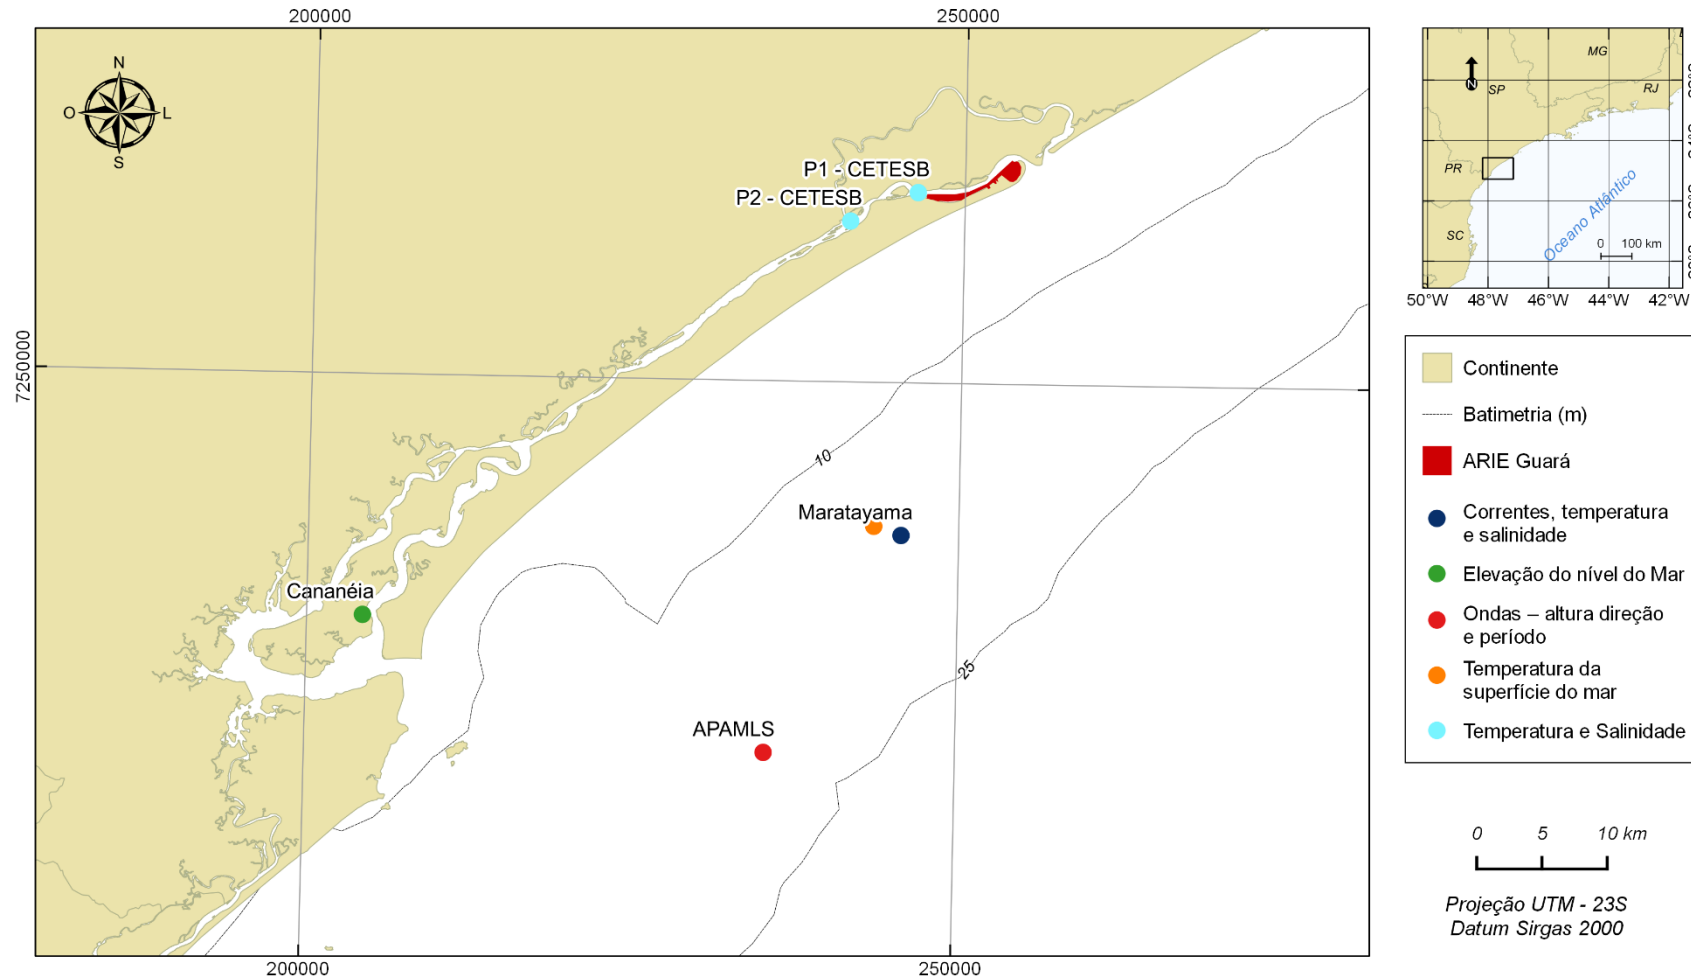 200000
250000
N
O
L
S
P1 - CETESB
P2 - CETESB
7250000
10
Maratayama
Cananéia
25
APAMLS
200000
250000
MG
N
SP
RJ
PR
Oceano Atlântico
SC
0 100 km
50°W 48°W 46°W 44°W 42°W
Continente
Batimetria (m)
ARIE Guará
Correntes, temperatura
e salinidade
Elevação do nível do Mar
Ondas – altura direção
e período
Temperatura da
superfície do mar
Temperatura e Salinidade
0 5 10 km
Projeção UTM - 23S
Datum Sirgas 2000